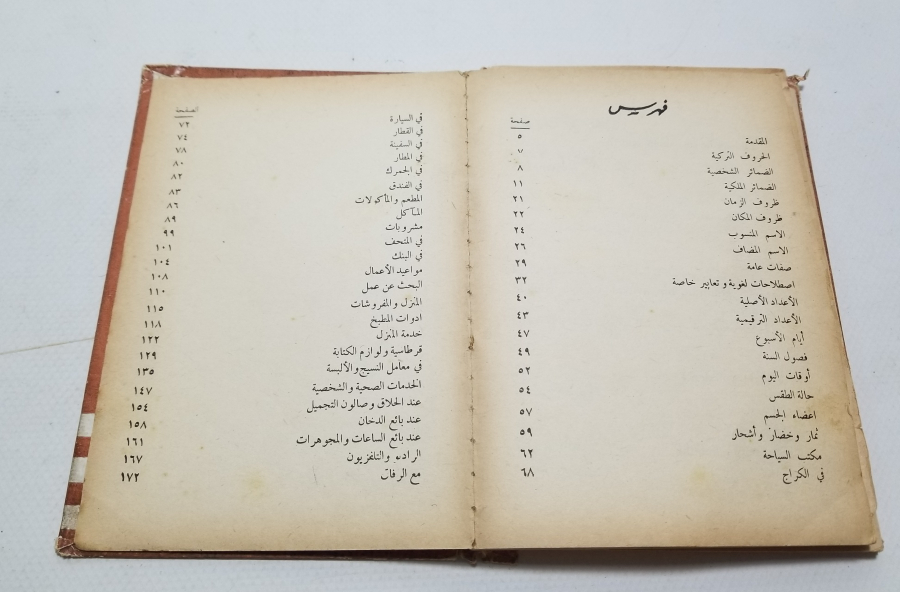 فهرس
صفحة
المقدمة ٥
الحروف التركية ٧
الضمائر الشخصية ٨
الضمائر الملكية ١١
ظروف الزمان ٢١
ظروف المكان ٢٢
الاسم المنسوب ٢٤
الاسم المضاف ٢٦
صفات عامة ٢٩
اصطلاحات لغوية وتعابير خاصة ٣٢
الأعداد الأصلية ٤٠
الأعداد الترقيمية ٤٣
أيام الأسبوع ٤٧
فصول السنة ٤٩
أوقات اليوم ٥٢
حالة الطقس ٥٤
اعضاء الجسم ٥٧
ثمار وخضار وأشجار ٥٩
مكتب السياحة ٦٢
في الكراج ٦٨
الصفحة
في السيارة ٧٢
في القطار ٧٤
في السفينة ٧٨
في المطار ٨٠
في الجمرك ٨٢
في الفندق ٨٣
المطعم والمأكولات ٨٦
المآكل ٨٩
مشروبات ٩٩
في المتحف ١٠١
في البنك ١٠٤
مواعيد الأعمال ١٠٨
البحث عن عمل ١١٠
المنزل والمفروشات ١١٥
ادوات المطبخ ١١٨
خدمة المنزل ١٢٢
قرطاسية ولوازم الكتابة ١٢٩
في معامل النسيج والألبسة ١٣٥
الخدمات الصحية والشخصية ١٤٧
عند الحلاق وصالون التجميل ١٥٤
عند بائع الدخان ١٥٨
عند بائع الساعات والمجوهرات ١٦١
الراديو والتلفزيون ١٦٧
مع الرفاق ١٧٢